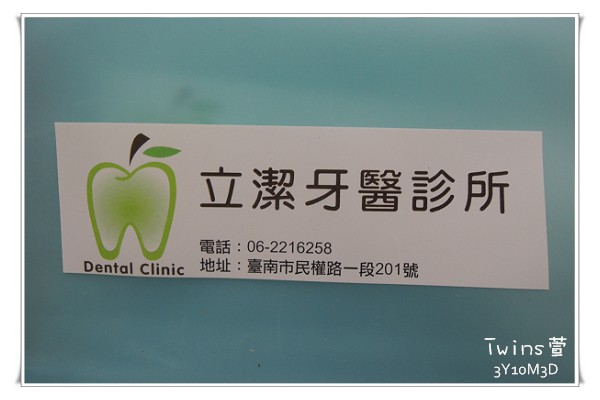 立潔牙醫診所
Dental Clinic
電話：06-2216258
地址：臺南市民權路一段201號
Twins萱
3Y10M3D